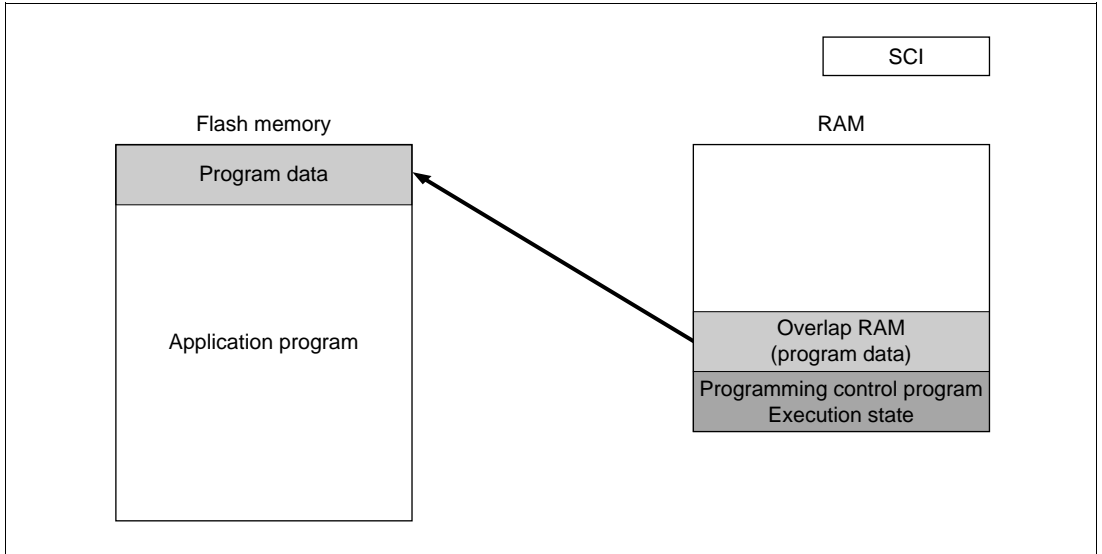 SCI
Flash memory
RAM
Program data
Application program
Overlap RAM
(program data)
Programming control program
Execution state